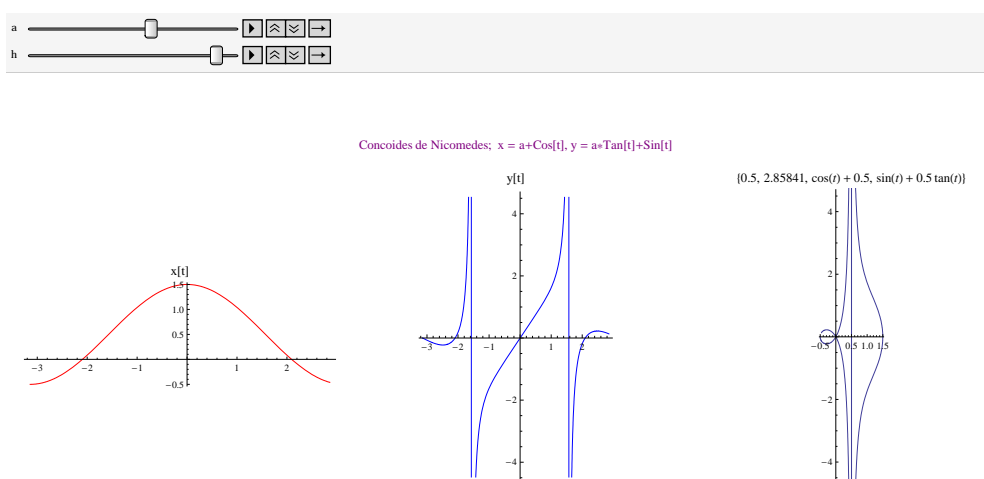 a
h
Concoides de Nicomedes; x = a+Cos[t], y = a*Tan[t]+Sin[t]
x[t]
1.5
1.0
0.5
−3 −2 −1 1 2
−0.5
y[t]
4
2
−3 −2 −1 1 2
−2
−4
{0.5, 2.85841, cos(t) + 0.5, sin(t) + 0.5 tan(t)}
4
2
−0.5 0.5 1.0 1.5
−2
−4